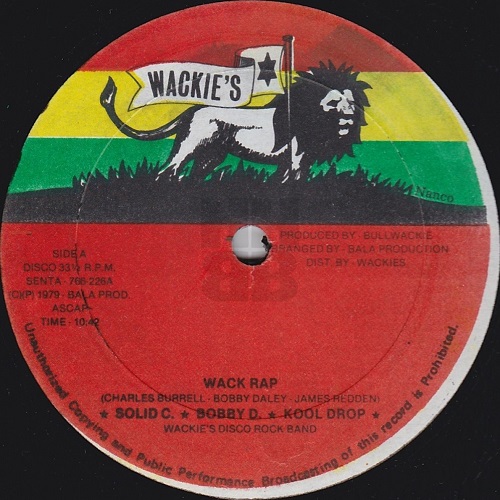 WACKIE'S
Nanco
PRODUCED BY - BULLWACKIE
ARRANGED BY - BALA PRODUCTION
DIST. BY - WACKIES.
SIDE A
DISCO 33⅓ R.P.M.
SENTA - 768-226A
(C)(P) 1979 - BALA PROD.
ASCAP
TIME - 10:42
WACK RAP
(CHARLES BURRELL - BOBBY DALEY - JAMES REDDEN)
★ SOLID C. ★ BOBBY D. ★ KOOL DROP ★
WACKIE'S DISCO ROCK BAND
Unauthorized Copying and Public Performance Broadcasting of this record is Prohibited.